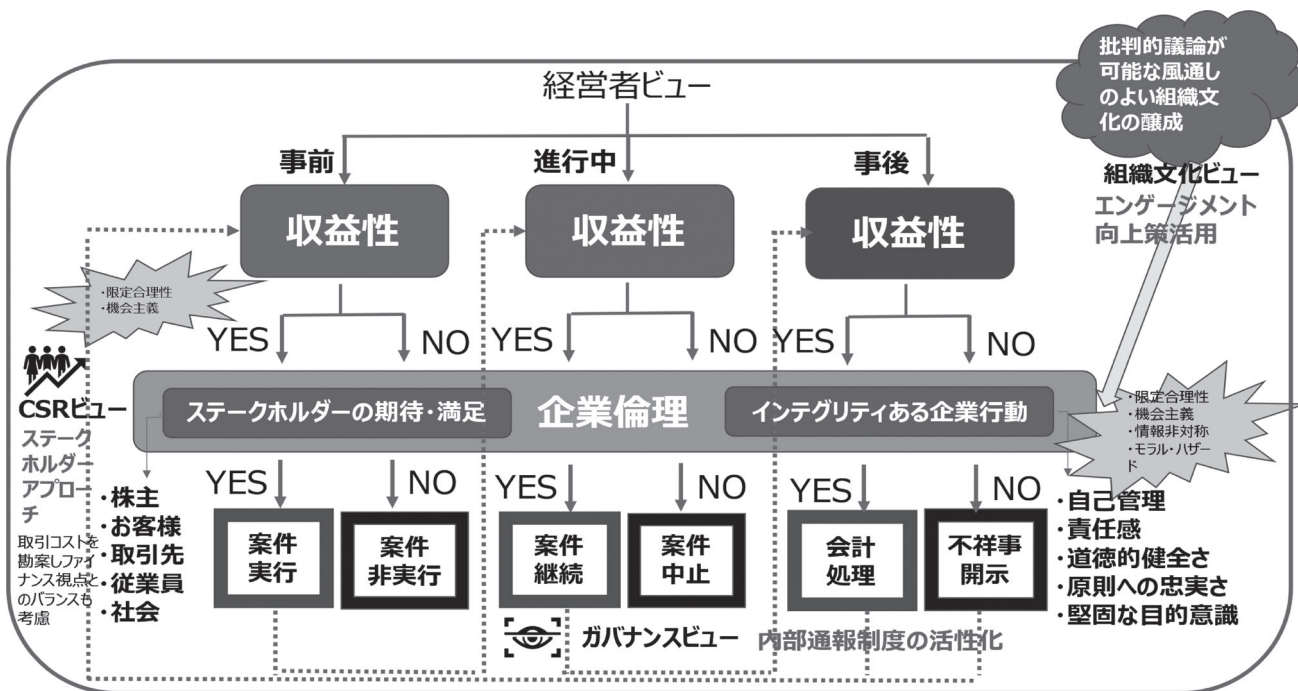 批判的議論が
可能な風通し
のよい組織文
化の醸成
経営者ビュー
事前
進行中
事後
組織文化ビュー
エンゲージメント
向上策活用
収益性
収益性
収益性
・限定合理性
・機会主義
YES
NO
YES
NO
YES
NO
CSRビュー
ステーク
ホルダー
アプロー
チ
取引コストを
勘案しファイ
ナンス視点と
のバランスも
考慮
ステークホルダーの期待・満足
企業倫理
インテグリティある企業行動
・限定合理性
・機会主義
・情報非対称
・モラル・ハザー
ド
YES
NO
YES
NO
YES
NO
・株主
・お客様
・取引先
・従業員
・社会
案件
実行
案件
非実行
案件
継続
案件
中止
会計
処理
不祥事
開示
・自己管理
・責任感
・道徳的健全さ
・原則への忠実さ
・堅固な目的意識
ガバナンスビュー
内部通報制度の活性化